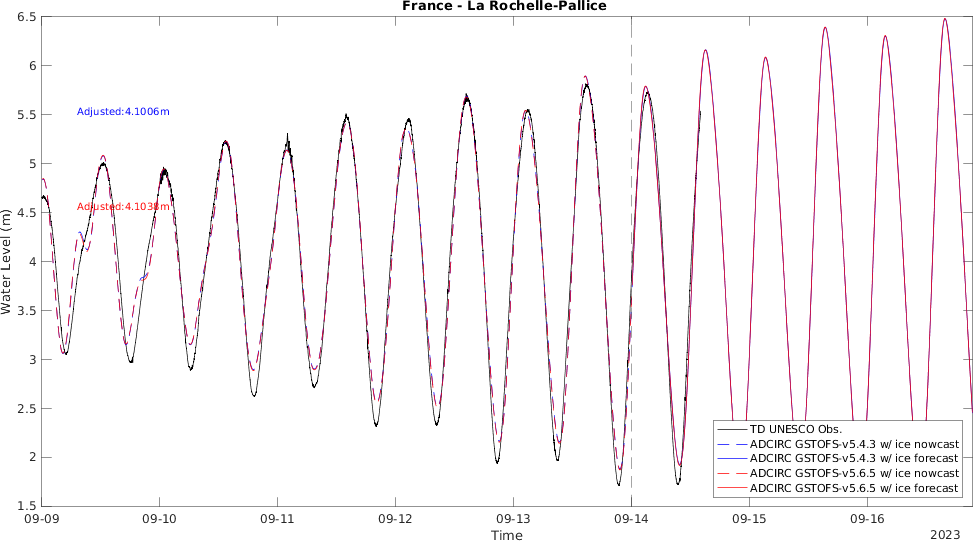 France - La Rochelle-Pallice
6.5
6
5.5
5
4.5
4
3.5
3
2.5
2
1.5
Water Level (m)
Adjusted:4.1006m
Adjusted:4.1038m
TD UNESCO Obs.
ADCIRC GSTOFS-v5.4.3 w/ ice nowcast
ADCIRC GSTOFS-v5.4.3 w/ ice forecast
ADCIRC GSTOFS-v5.6.5 w/ ice nowcast
ADCIRC GSTOFS-v5.6.5 w/ ice forecast
09-09 09-10 09-11 09-12 09-13 09-14 09-15 09-16
Time
2023